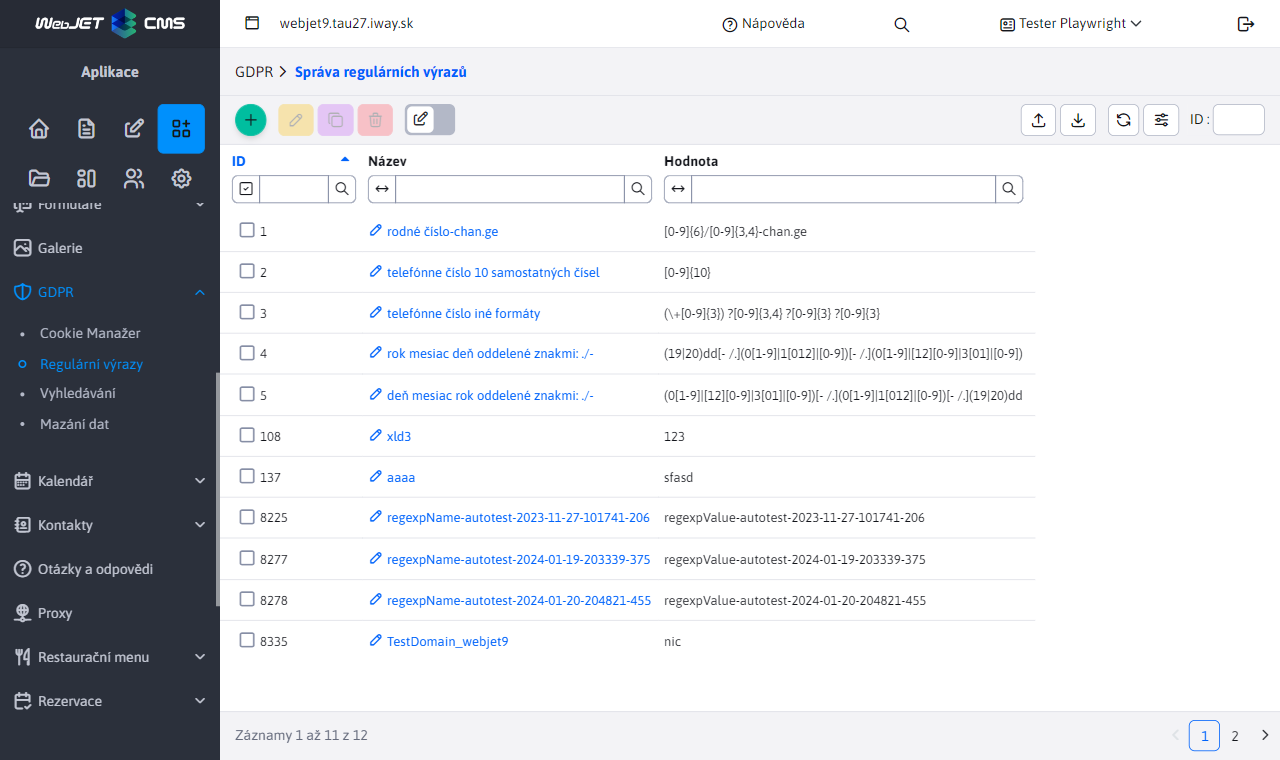 WebJET CMS
webjet9.tau27.iway.sk
Nápověda
Tester Playwright
Aplikace
Formuláře
Galerie
GDPR
Cookie Manažer
Regulární výrazy
Vyhledávání
Mazání dat
Kalendář
Kontakty
Otázky a odpovědi
Proxy
Restaurační menu
Rezervace
GDPR > Správa regulárních výrazů
ID :
ID Název Hodnota
1 rodné číslo-chan.ge [0-9]{6}/[0-9]{3,4}-chan.ge
2 telefónne číslo 10 samostatných čísel [0-9]{10}
3 telefónne číslo iné formáty (\+[0-9]{3}) ?[0-9]{3,4} ?[0-9]{3} ?[0-9]{3}
4 rok mesiac deň oddelené znakmi: ./- (19|20)dd[- /.](0[1-9]|1[012]|[0-9])[- /.](0[1-9]|[12][0-9]|3[01]|[0-9])
5 deň mesiac rok oddelené znakmi: ./- (0[1-9]|[12][0-9]|3[01]|[0-9])[- /.](0[1-9]|1[012]|[0-9])[- /.](19|20)dd
108 xld3 123
137 aaaa sfasd
8225 regexpName-autotest-2023-11-27-101741-206 regexpValue-autotest-2023-11-27-101741-206
8277 regexpName-autotest-2024-01-19-203339-375 regexpValue-autotest-2024-01-19-203339-375
8278 regexpName-autotest-2024-01-20-204821-455 regexpValue-autotest-2024-01-20-204821-455
8335 TestDomain_webjet9 nic
Záznamy 1 až 11 z 12
1 2